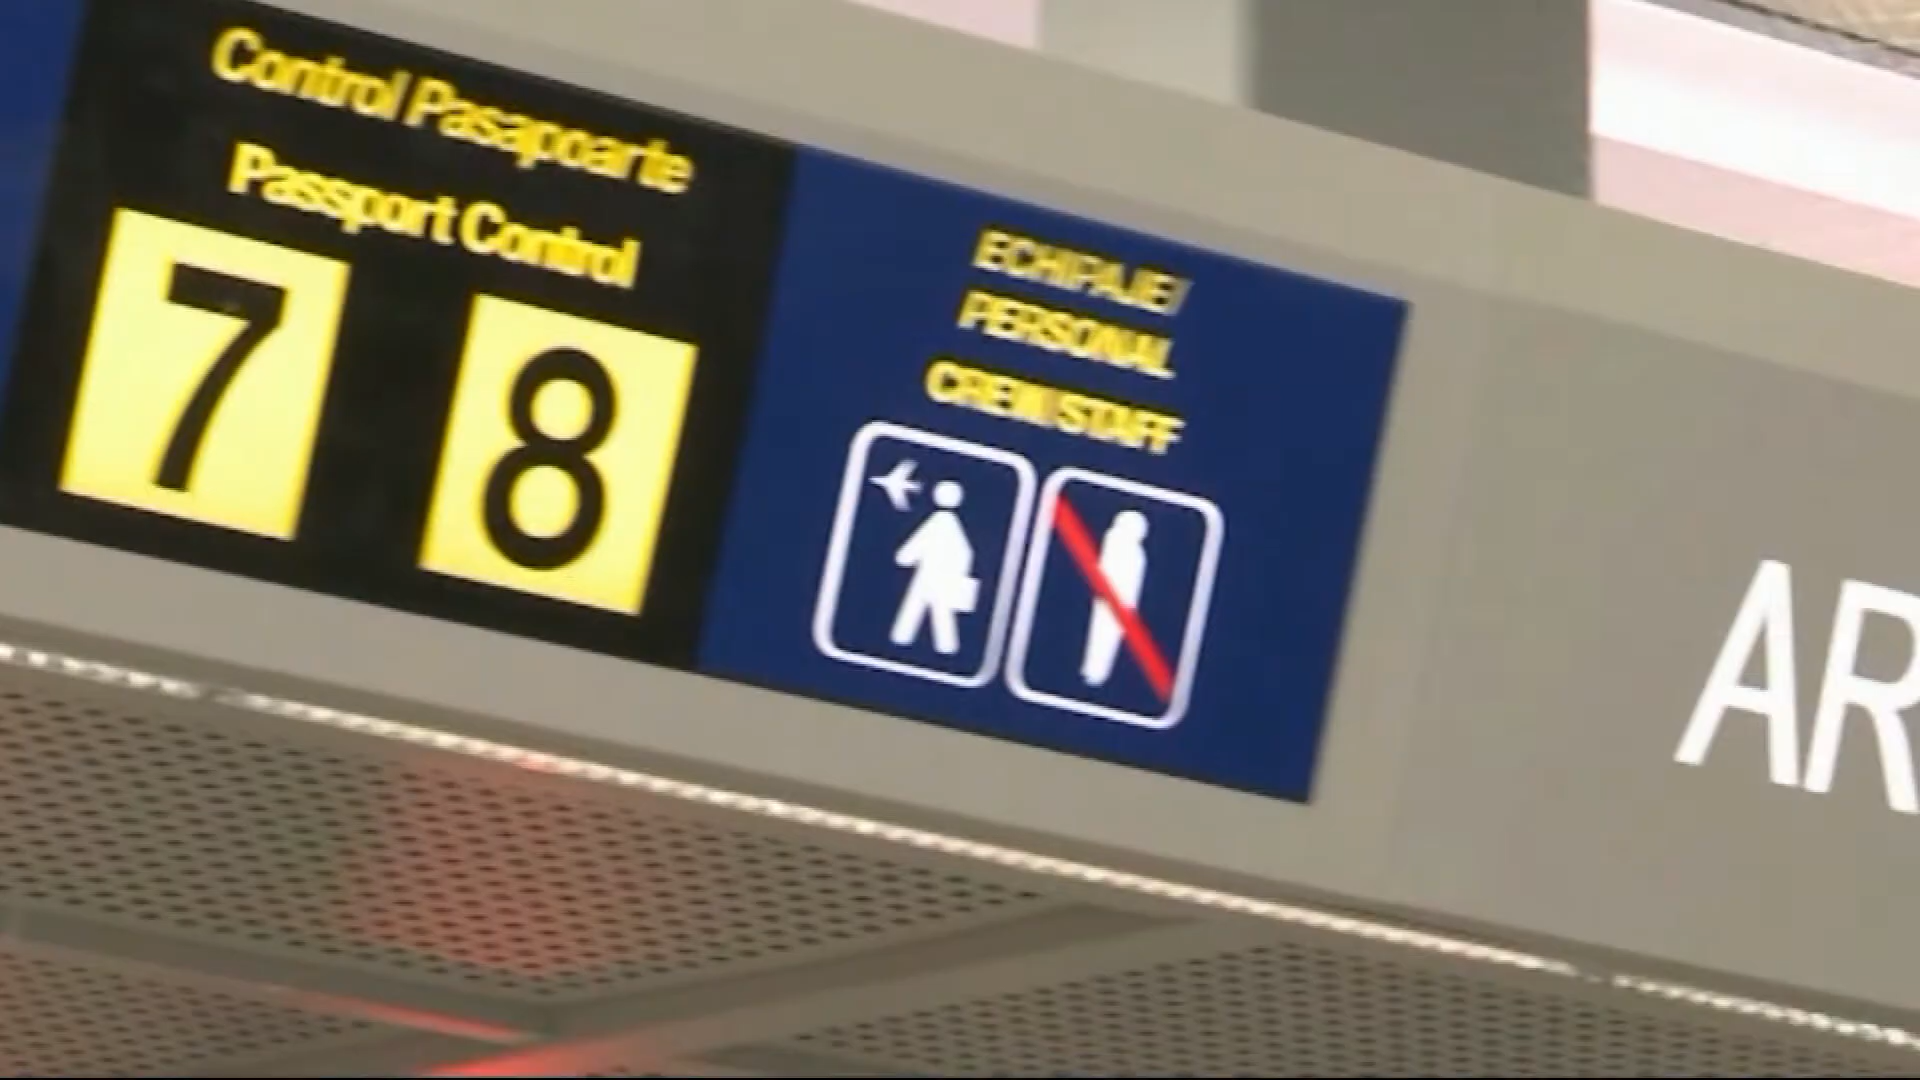 Control Pasapoarte
Passport Control
7 8
ECHIPAJE/
PERSONAL
CREW/STAFF
AR